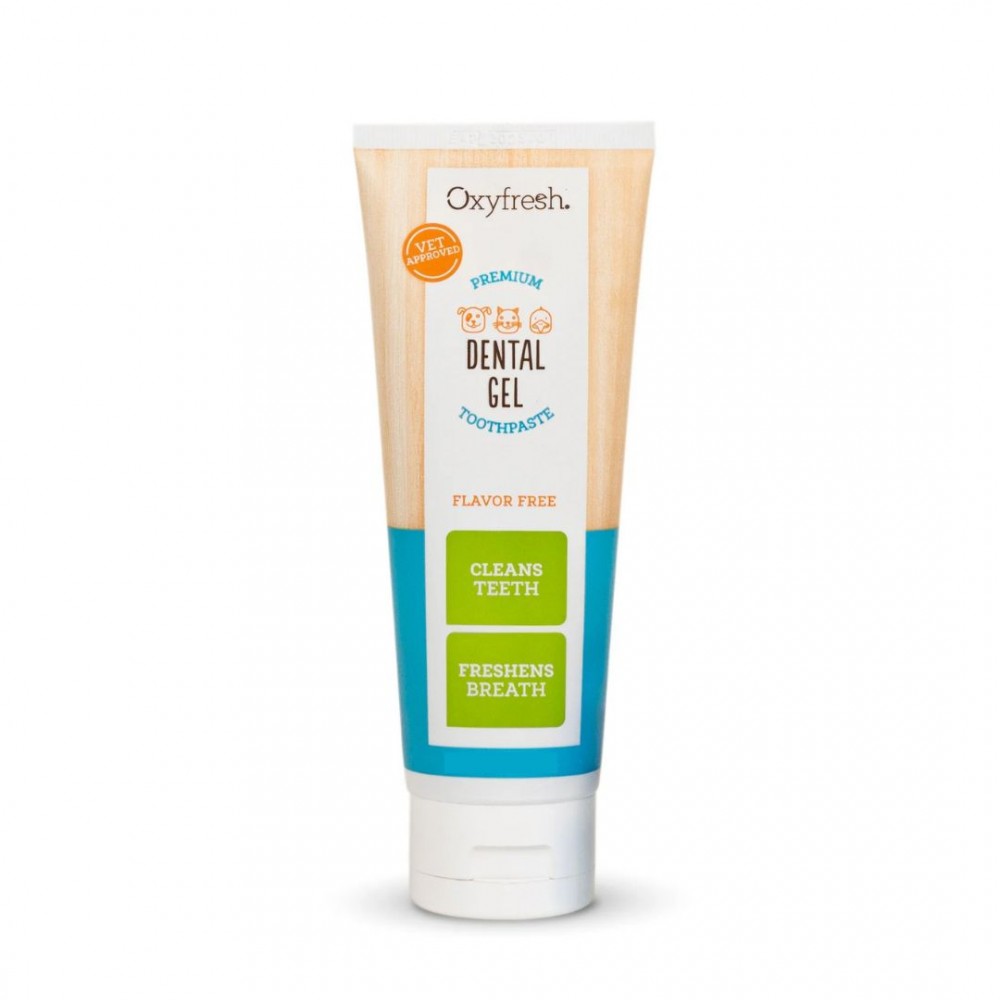 Oxyfresh.
VET
APPROVED
PREMIUM
DENTAL
GEL
TOOTHPASTE
FLAVOR FREE
CLEANS
TEETH
FRESHENS
BREATH